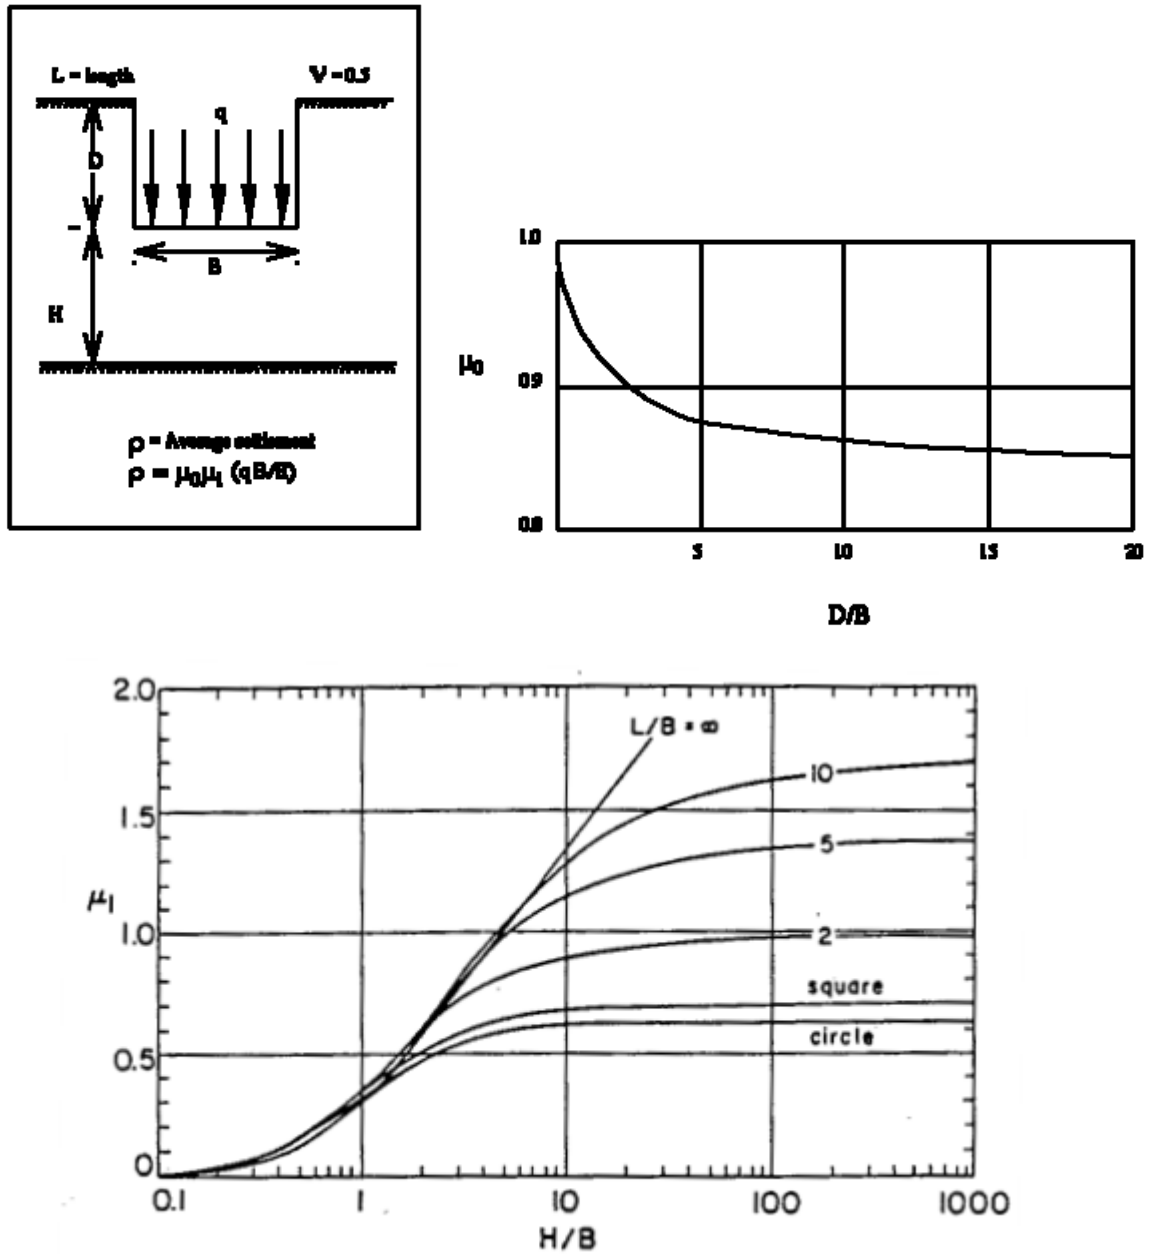 L = length
V = 0.5
q
D
B
H
ρ = Average settlement
ρ = μ₀μ₁ (qB/E)
1.0
μ₀
0.9
0.8
5
10
15
20
D/B
2.0
L/B = ∞
10
1.5
5
μ₁
1.0
2
square
0.5
circle
0
0.1
1
10
100
1000
H/B